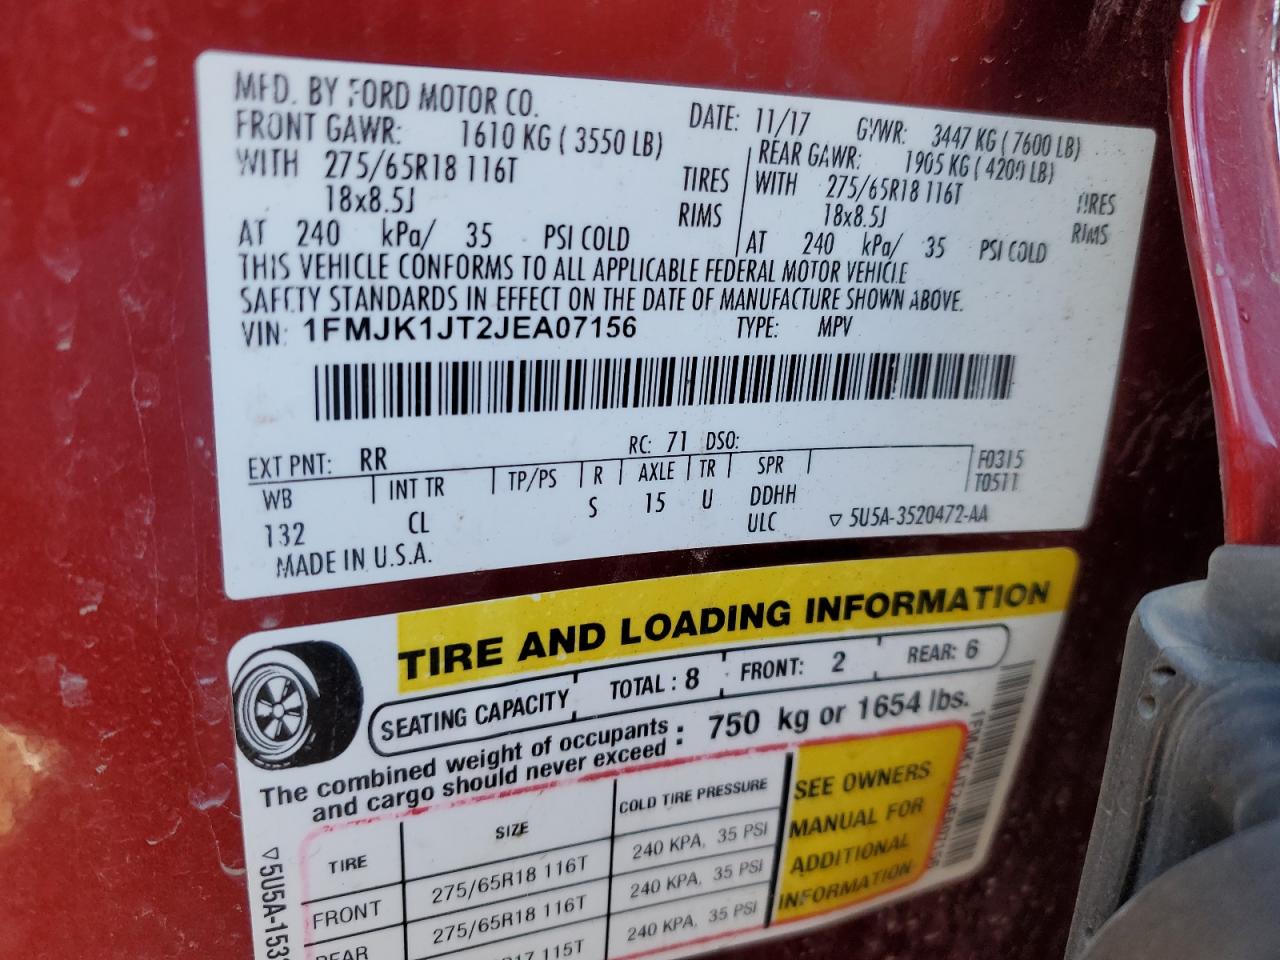 MFD. BY FORD MOTOR CO.
DATE: 11/17 GVWR: 3447 KG (7600 LB)
FRONT GAWR: 1610 KG (3550 LB)
REAR GAWR: 1905 KG (4200 LB)
WITH 275/65R18 116T TIRES
WITH 275/65R18 116T TIRES
18x8.5J RIMS
18x8.5J RIMS
AT 240 kPa/ 35 PSI COLD
AT 240 kPa/ 35 PSI COLD
THIS VEHICLE CONFORMS TO ALL APPLICABLE FEDERAL MOTOR VEHICLE
SAFETY STANDARDS IN EFFECT ON THE DATE OF MANUFACTURE SHOWN ABOVE.
VIN: 1FMJK1JT2JEA07156 TYPE: MPV
EXT PNT: RR RC: 71 DSO:
WB INT TR TP/PS R AXLE TR SPR F0315
T0511
132 CL S 15 U DDHH
ULC ▽ 5U5A-3520472-AA
MADE IN U.S.A.
TIRE AND LOADING INFORMATION
SEATING CAPACITY TOTAL : 8 FRONT: 2 REAR: 6
The combined weight of occupants
and cargo should never exceed : 750 kg or 1654 lbs.
TIRE SIZE COLD TIRE PRESSURE
FRONT 275/65R18 116T 240 KPA, 35 PSI
REAR 275/65R18 116T 240 KPA, 35 PSI
115T 240 KPA, 35 PSI
SEE OWNERS
MANUAL FOR
ADDITIONAL
INFORMATION